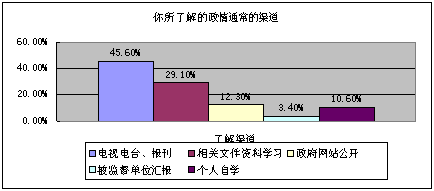 你所了解的政情通常的渠道
60.00%
40.00%
20.00%
0.00%
45.60%
29.10%
12.30%
3.40%
10.60%
了解渠道
电视电台、报刊 相关文件资料学习 政府网站公开
被监督单位汇报 个人自学